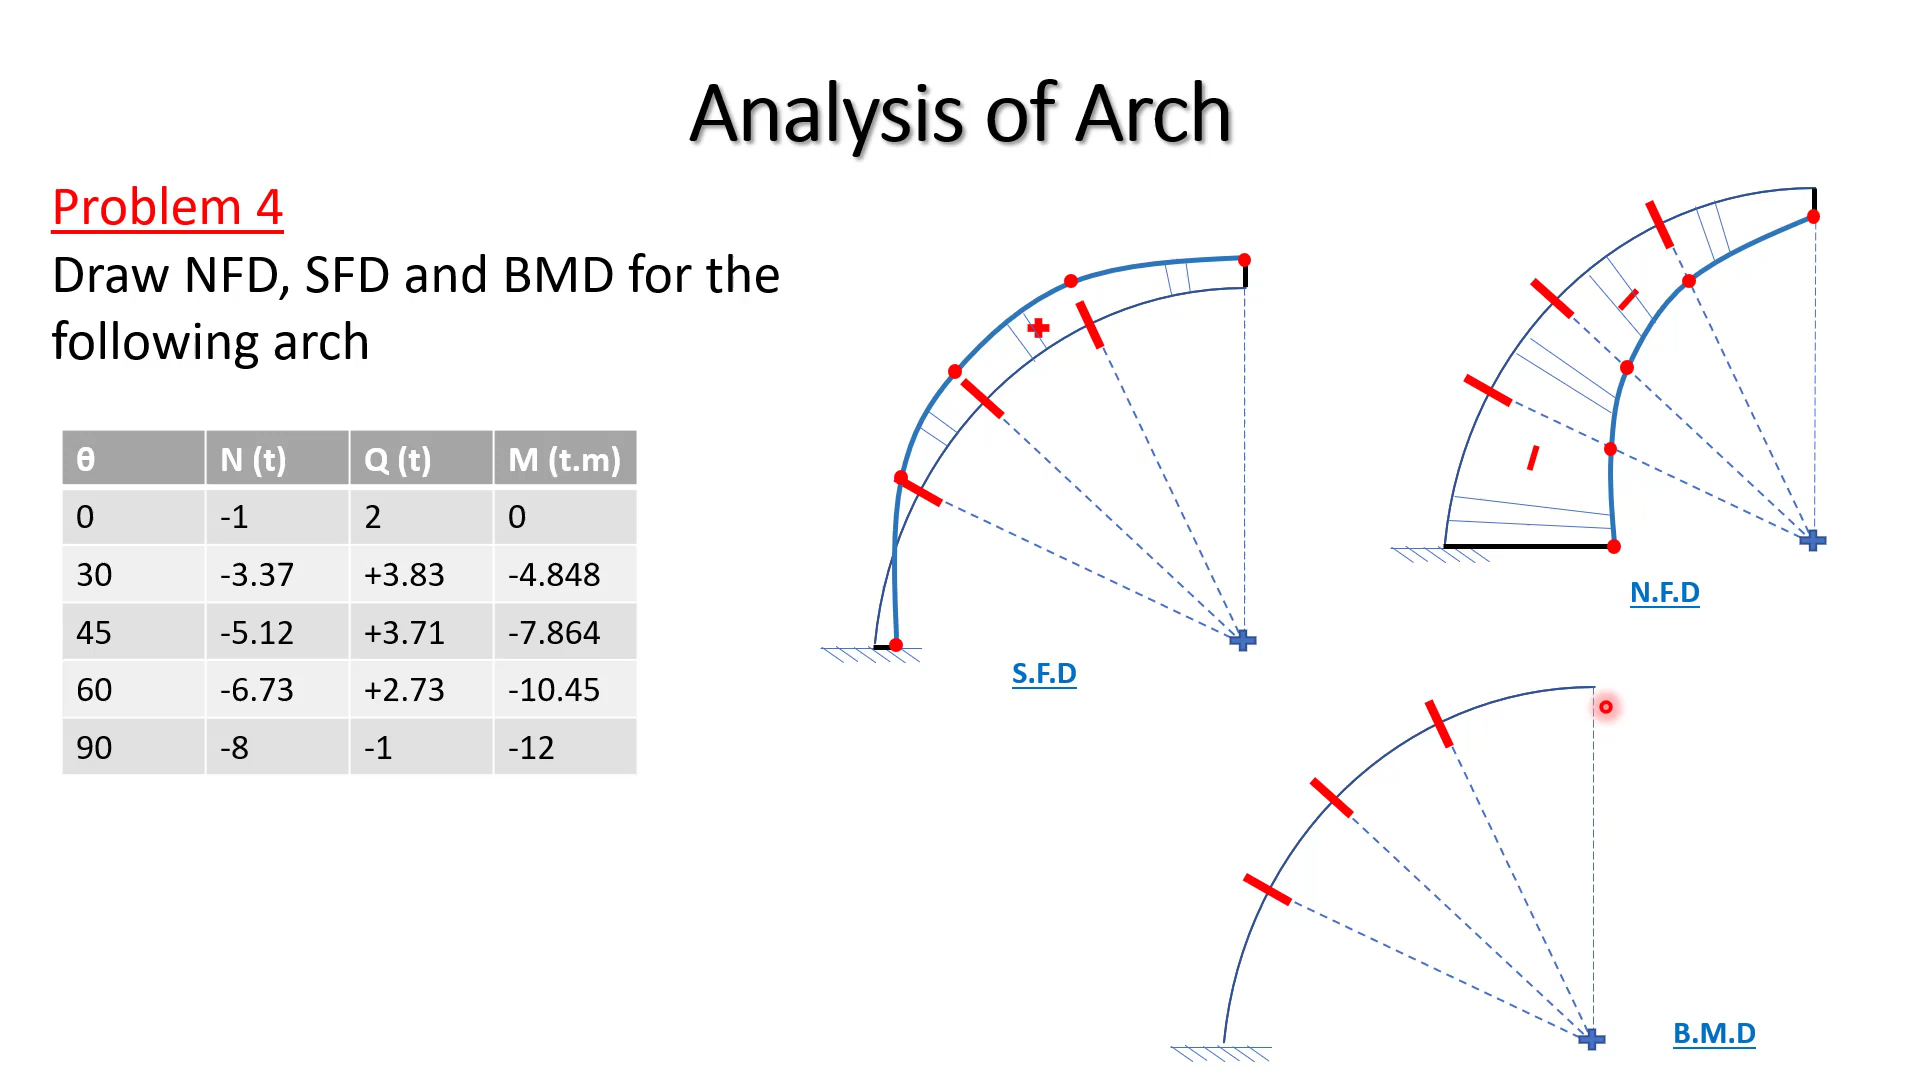 Analysis of Arch
Problem 4
Draw NFD, SFD and BMD for the
following arch
θ N (t) Q (t) M (t.m)
0 -1 2 0
30 -3.37 +3.83 -4.848
45 -5.12 +3.71 -7.864
60 -6.73 +2.73 -10.45
90 -8 -1 -12
N.F.D
S.F.D
B.M.D